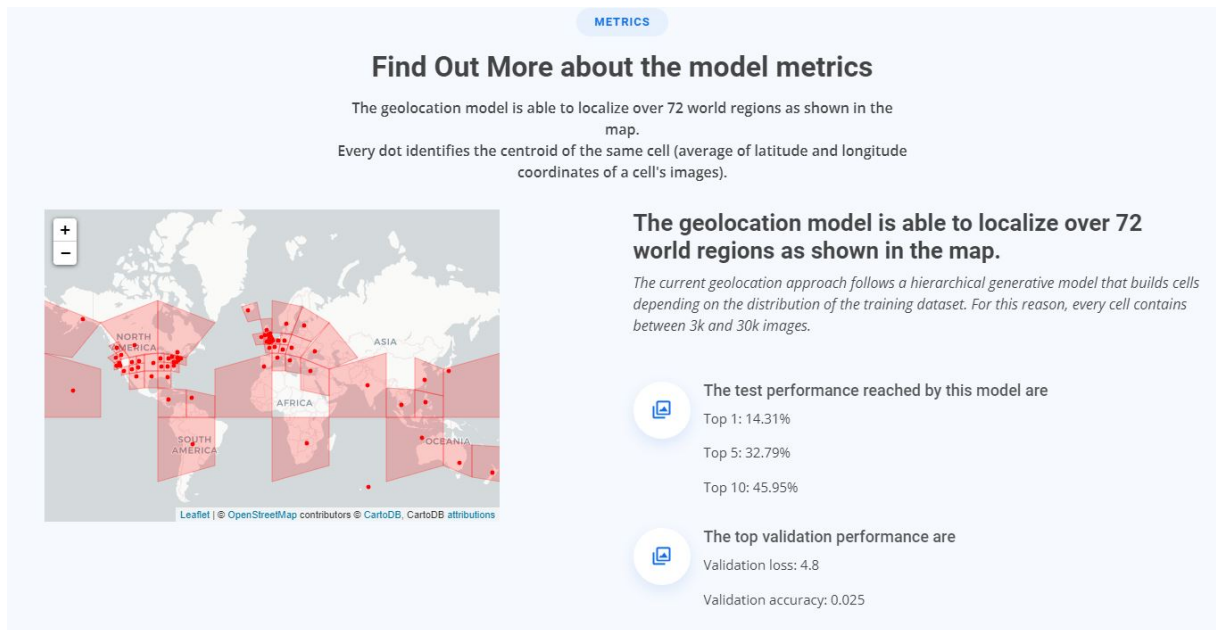 METRICS
Find Out More about the model metrics
The geolocation model is able to localize over 72 world regions as shown in the
map.
Every dot identifies the centroid of the same cell (average of latitude and longitude
coordinates of a cell's images).
+
−
NORTH
AMERICA
ASIA
AFRICA
SOUTH
AMERICA
OCEANIA
Leaflet | © OpenStreetMap contributors © CartoDB, CartoDB attributions
The geolocation model is able to localize over 72
world regions as shown in the map.
The current geolocation approach follows a hierarchical generative model that builds cells
depending on the distribution of the training dataset. For this reason, every cell contains
between 3k and 30k images.
The test performance reached by this model are
Top 1: 14.31%
Top 5: 32.79%
Top 10: 45.95%
The top validation performance are
Validation loss: 4.8
Validation accuracy: 0.025